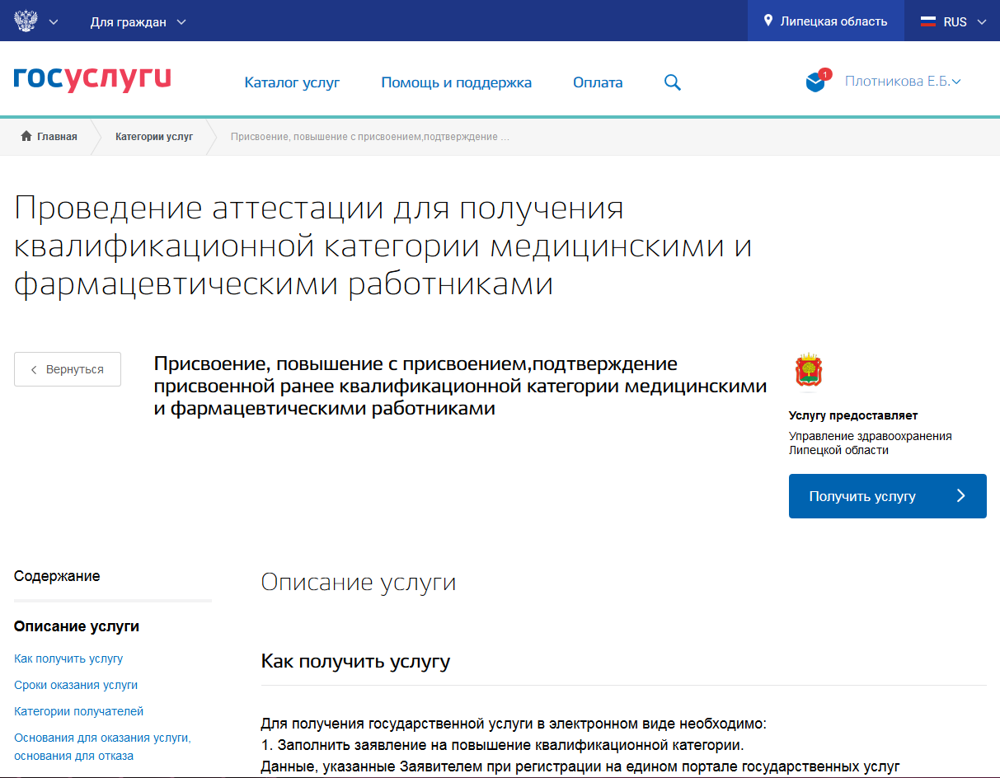 Для граждан
Липецкая область
RUS
госуслуги
Каталог услуг
Помощь и поддержка
Оплата
1
Плотникова Е.Б.
Главная
Категории услуг
Присвоение, повышение с присвоением,подтверждение ...
Проведение аттестации для получения
квалификационной категории медицинскими и
фармацевтическими работниками
Вернуться
Присвоение, повышение с присвоением,подтверждение
присвоенной ранее квалификационной категории медицинскими
и фармацевтическими работниками
Услугу предоставляет
Управление здравоохранения
Липецкой области
Получить услугу
Содержание
Описание услуги
Как получить услугу
Сроки оказания услуги
Категории получателей
Основания для оказания услуги,
основания для отказа
Описание услуги
Как получить услугу
Для получения государственной услуги в электронном виде необходимо:
1. Заполнить заявление на повышение квалификационной категории.
Данные, указанные Заявителем при регистрации на едином портале государственных услуг